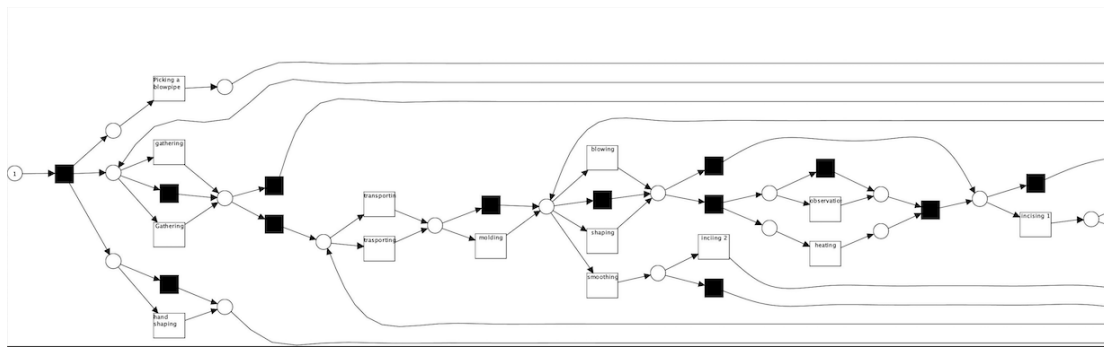 Picking a
blowpipe
gathering
1
blowing
transportin
observatio
Gathering
incising 1
shaping
molding
trasporting
incling 2
heating
smoothing
hand
shaping